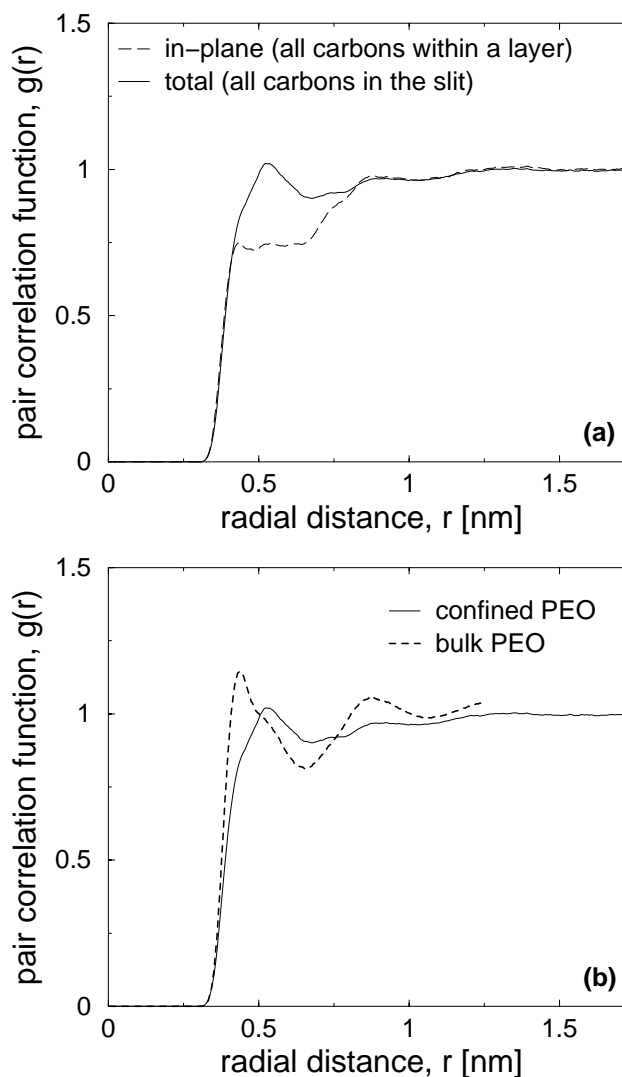 1.5
in−plane (all carbons within a layer)
total (all carbons in the slit)
1
0.5
0
pair correlation function, g(r)
(a)
0
0.5
1
1.5
radial distance, r [nm]
1.5
confined PEO
bulk PEO
1
0.5
0
pair correlation function, g(r)
(b)
0
0.5
1
1.5
radial distance, r [nm]